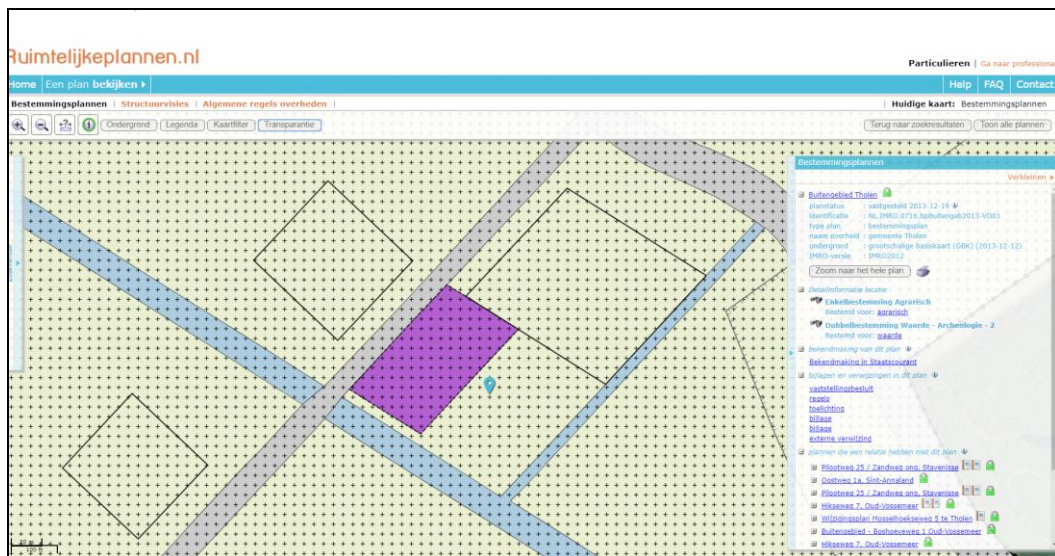 Ruimtelijkeplannen.nl
Particulieren | Ga naar professiona
Home Een plan bekijken
Help FAQ Contact
Bestemmingsplannen | Structuurvisies | Algemene regels overheden |
Huidige kaart: Bestemmingsplannen
Ondergrond Legenda Kaartfilter Transparantie
Terug naar zoekresultaten Toon alle plannen
Bestemmingsplannen
Verkleinen
Buitengebied Tholen
planstatus : vastgesteld 2013-12-19
identificatie : NL.IMRO.0716.bpBuitengeb2013-VG01
type plan : bestemmingsplan
naam overheid : gemeente Tholen
ondergrond : grootschalige basiskaart (GBK) (2013-12-12)
IMRO-versie : IMRO2012
Zoom naar het hele plan
Detailinformatie locatie
Enkelbestemming Agrarisch
Bestemd voor: agrarisch
Dubbelbestemming Waarde - Archeologie - 2
Bestemd voor: waarde
bekendmaking van dit plan
Bekendmaking in Staatscourant
bijlagen en verwijzingen in dit plan
vaststellingsbesluit
regels
toelichting
bijlage
bijlage
externe verwijzing
plannen die een relatie hebben met dit plan
Pilootweg 25 / Zandweg ong. Stavenisse
Oostweg 1a, Sint-Annaland
Pilootweg 25 / Zandweg ong. Stavenisse
Hikseweg 7, Oud-Vossemeer
Wijzigingsplan Mosselhoekseweg 5 te Tholen
Buitengebied - Boshoeveweg 1 Oud-Vossemeer
Hikseweg 7, Oud-Vossemeer
20 m
100 ft